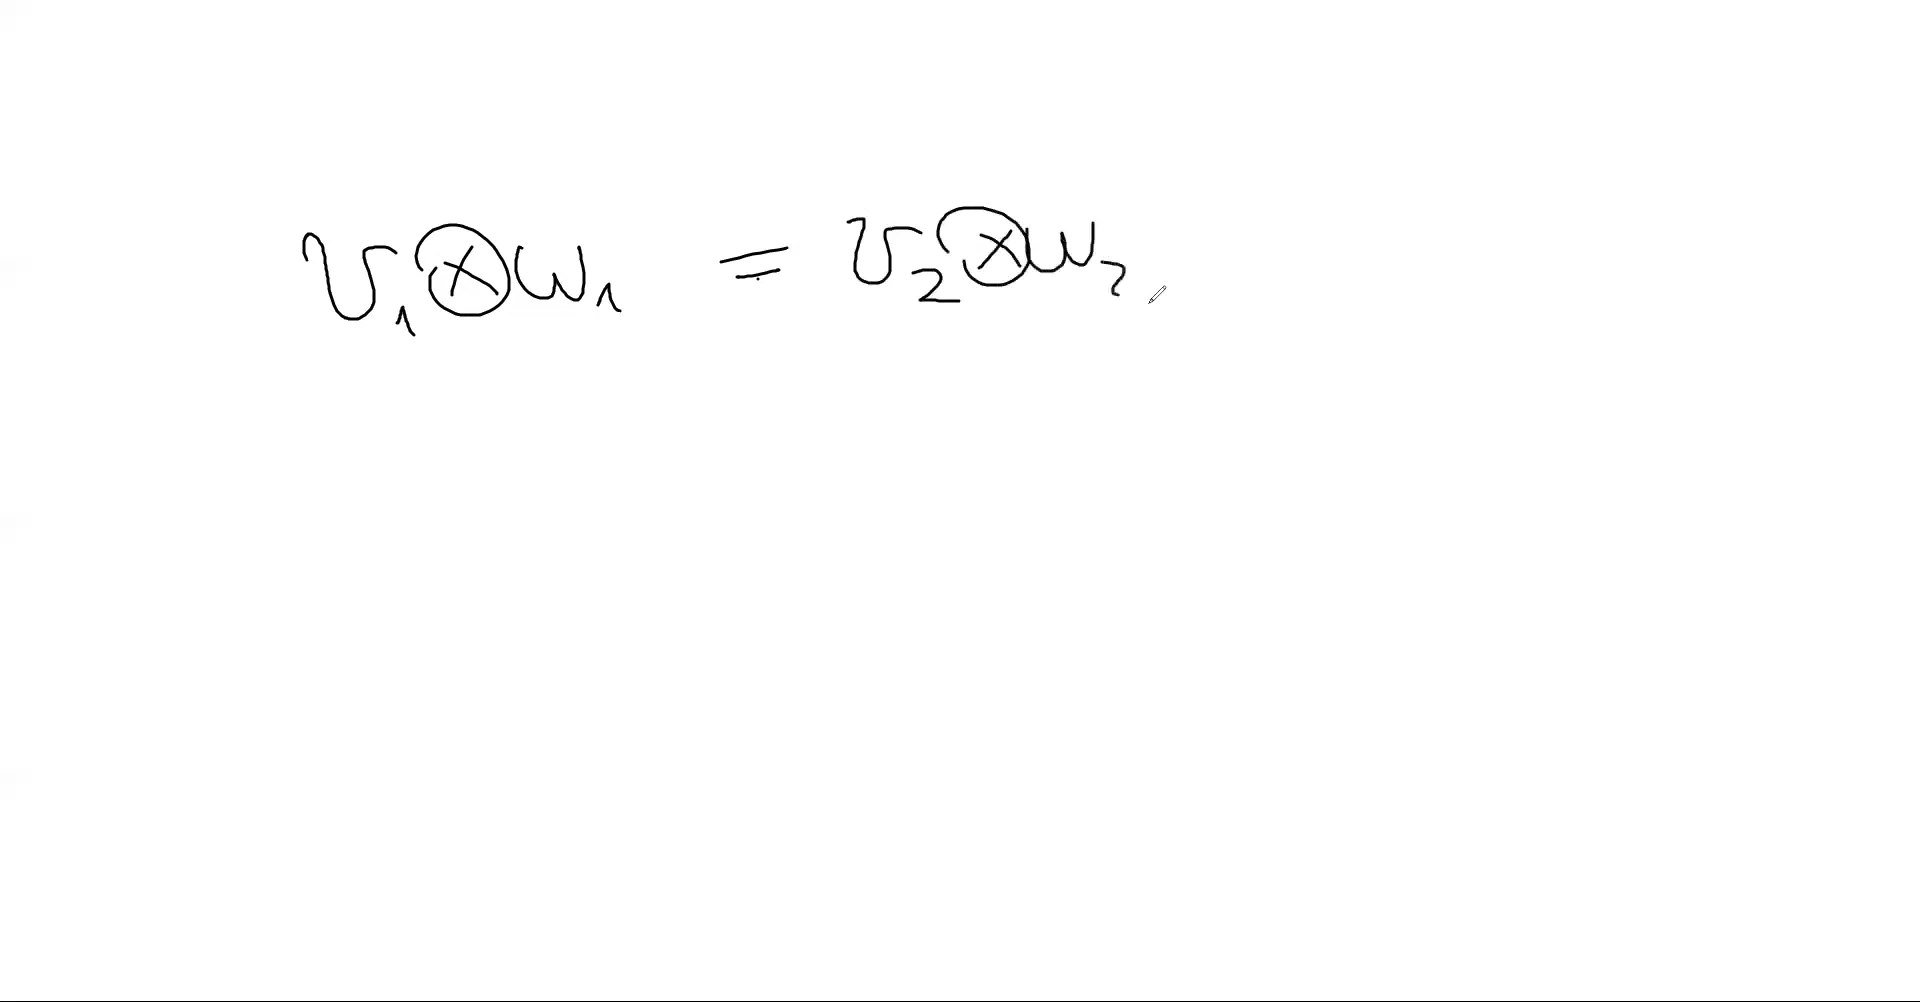 v₁ ⊗ w₁ = v₂ ⊗ w₂